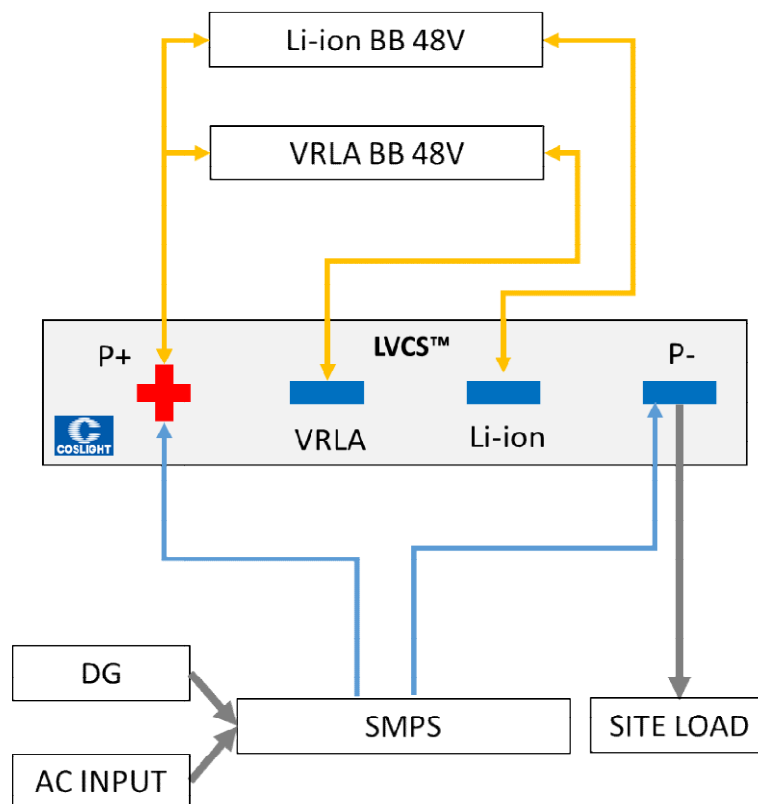 Li-ion BB 48V
VRLA BB 48V
LVCS™
P+
P-
VRLA
Li-ion
COSLIGHT
DG
SMPS
SITE LOAD
AC INPUT